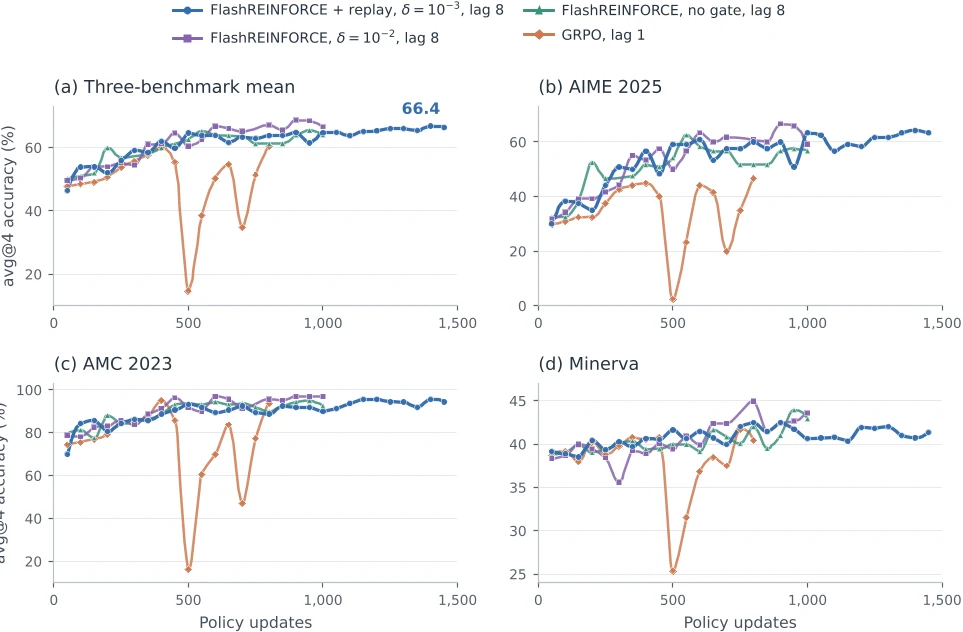 FlashREINFORCE + replay, δ = 10⁻³, lag 8
FlashREINFORCE, no gate, lag 8
FlashREINFORCE, δ = 10⁻², lag 8
GRPO, lag 1
(a) Three-benchmark mean
66.4
avg@4 accuracy (%)
60
40
20
0
500
1,000
1,500
(b) AIME 2025
60
40
20
0
0
500
1,000
1,500
(c) AMC 2023
avg@4 accuracy (%)
100
80
60
40
20
0
500
1,000
1,500
Policy updates
(d) Minerva
45
40
35
30
25
0
500
1,000
1,500
Policy updates